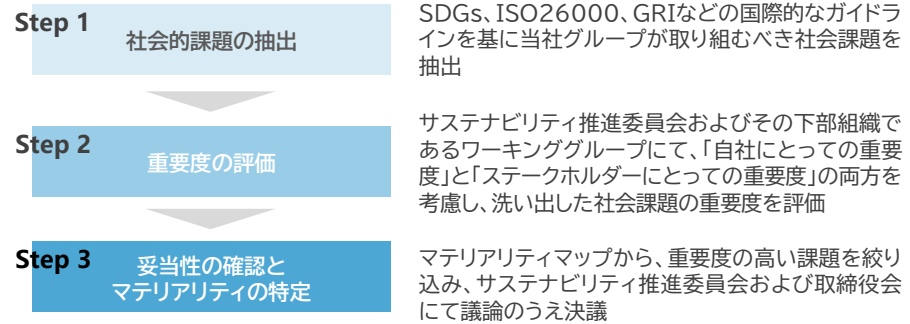 Step 1
社会的課題の抽出
SDGs、ISO26000、GRIなどの国際的なガイドラ
インを基に当社グループが取り組むべき社会課題を
抽出
Step 2
重要度の評価
サステナビリティ推進委員会およびその下部組織で
あるワーキンググループにて、「自社にとっての重要
度」と「ステークホルダーにとっての重要度」の両方を
考慮し、洗い出した社会課題の重要度を評価
Step 3
妥当性の確認と
マテリアリティの特定
マテリアリティマップから、重要度の高い課題を絞り
込み、サステナビリティ推進委員会および取締役会
にて議論のうえ決議